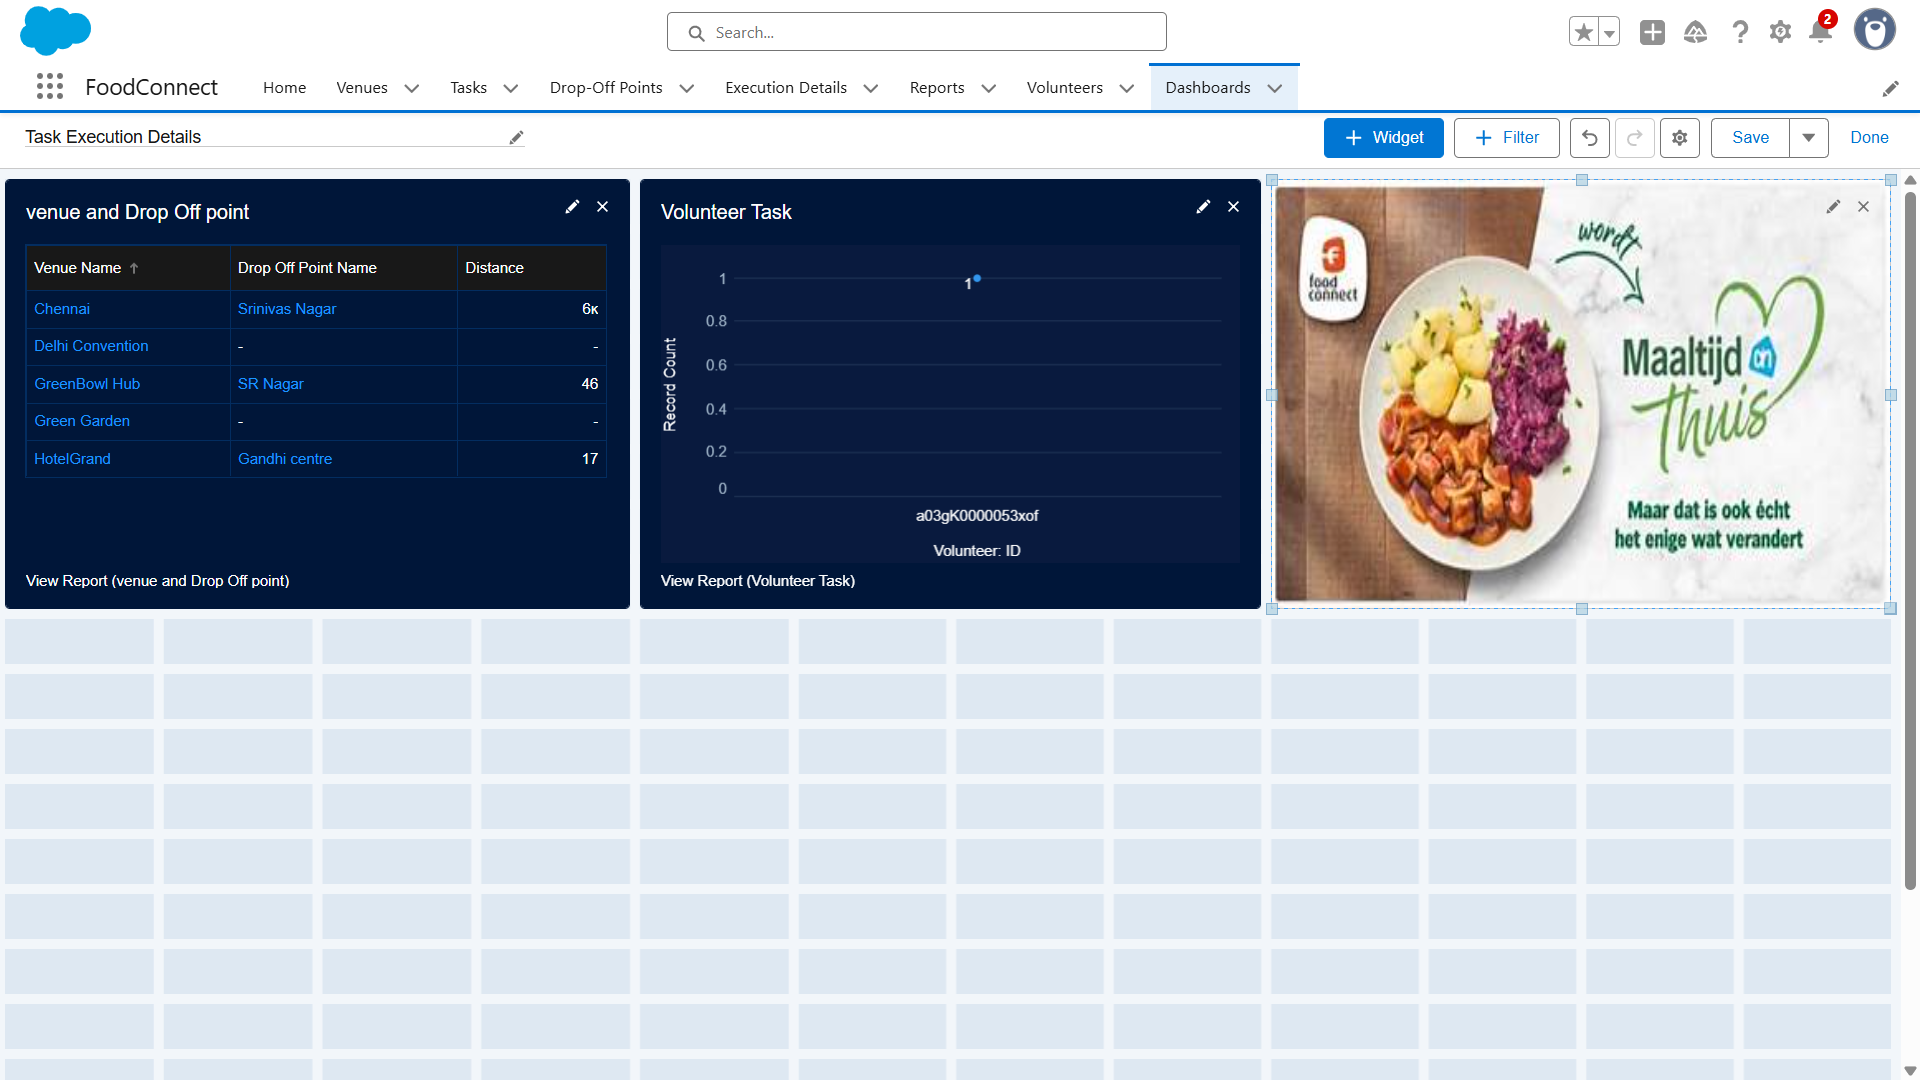 Search...
2
FoodConnect
Home
Venues
Tasks
Drop-Off Points
Execution Details
Reports
Volunteers
Dashboards
Task Execution Details
Widget
Filter
Save
Done
venue and Drop Off point
Venue Name ↑ Drop Off Point Name Distance
Chennai Srinivas Nagar 6K
Delhi Convention - -
GreenBowl Hub SR Nagar 46
Green Garden - -
HotelGrand Gandhi centre 17
View Report (venue and Drop Off point)
Volunteer Task
Record Count
1
0.8
0.6
0.4
0.2
0
1
a03gK0000053xof
Volunteer: ID
View Report (Volunteer Task)
food
connect
wordt
Maaltijd
thuis
Maar dat is ook écht
het enige wat verandert